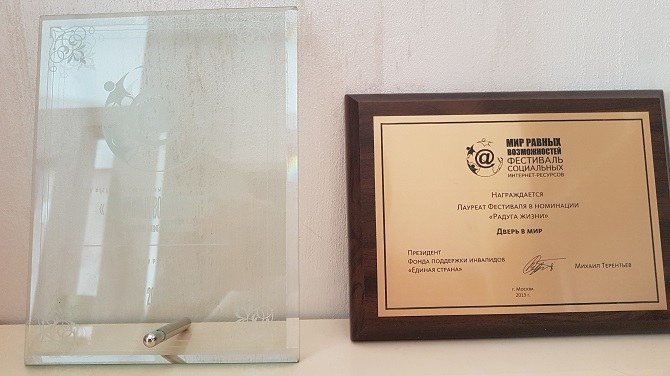 МИР РАВНЫХ
ВОЗМОЖНОСТЕЙ
ФЕСТИВАЛЬ
СОЦИАЛЬНЫХ
ИНТЕРНЕТ-РЕСУРСОВ
@
НАГРАЖДАЕТСЯ
ЛАУРЕАТ ФЕСТИВАЛЯ В НОМИНАЦИИ
«РАДУГА ЖИЗНИ»
ДВЕРЬ В МИР
ПРЕЗИДЕНТ
ФОНДА ПОДДЕРЖКИ ИНВАЛИДОВ
«ЕДИНАЯ СТРАНА»
МИХАИЛ ТЕРЕНТЬЕВ
г. Москва
2013 г.